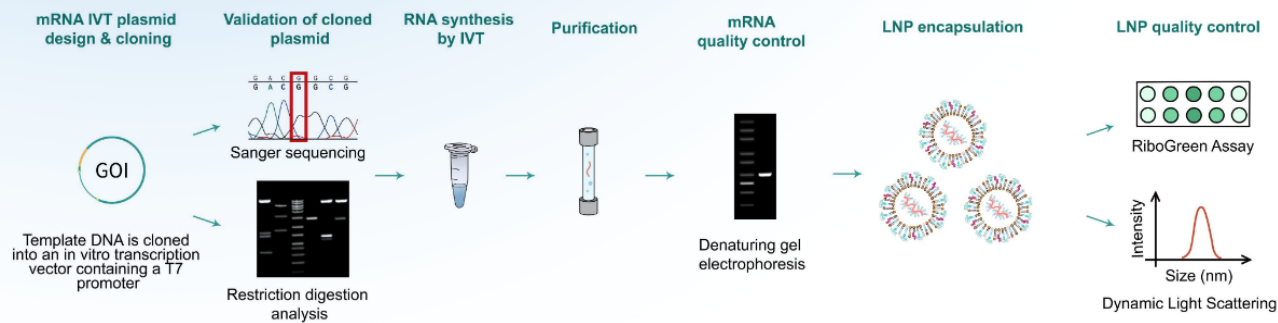 mRNA IVT plasmid
design & cloning
GOI
Template DNA is cloned
into an in vitro transcription
vector containing a T7
promoter
Validation of cloned
plasmid
G A C G G C G
G A C G G C G
Sanger sequencing
Restriction digestion
analysis
RNA synthesis
by IVT
Purification
mRNA
quality control
Denaturing gel
electrophoresis
LNP encapsulation
LNP quality control
RiboGreen Assay
Intensity
Size (nm)
Dynamic Light Scattering